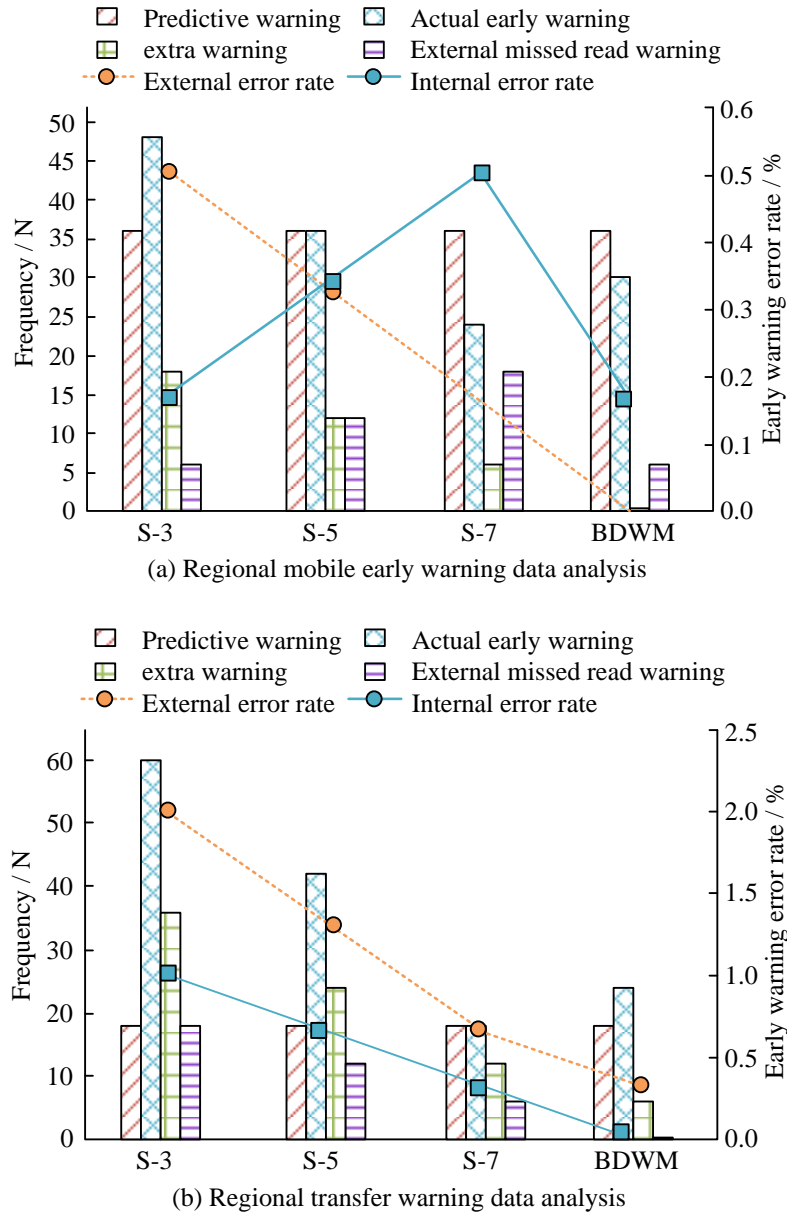 Predictive warning Actual early warning
extra warning External missed read warning
External error rate Internal error rate
Frequency / N
50
45
40
35
30
25
20
15
10
5
0
Early warning error rate / %
0.6
0.5
0.4
0.3
0.2
0.1
0.0
S-3 S-5 S-7 BDWM
(a) Regional mobile early warning data analysis
Predictive warning Actual early warning
extra warning External missed read warning
External error rate Internal error rate
Frequency / N
60
50
40
30
20
10
0
Early warning error rate / %
2.5
2.0
1.5
1.0
0.5
0.0
S-3 S-5 S-7 BDWM
(b) Regional transfer warning data analysis